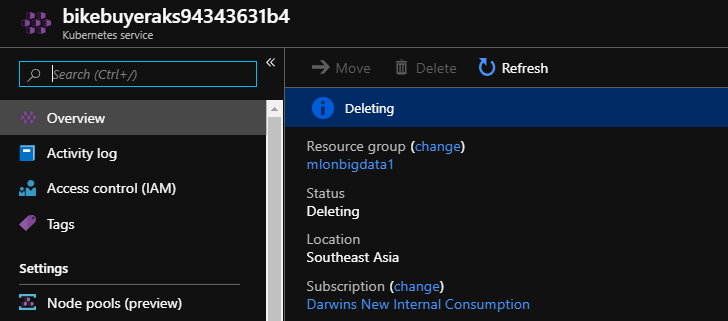 bikebuyeraks94343631b4
Kubernetes service
Search (Ctrl+/)
Overview
Activity log
Access control (IAM)
Tags
Settings
Node pools (preview)
Move Delete Refresh
Deleting
Resource group (change)
mlonbigdata1
Status
Deleting
Location
Southeast Asia
Subscription (change)
Darwins New Internal Consumption